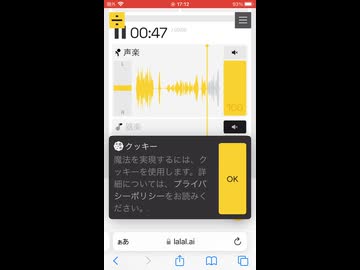 17:12
93%
00:47
声楽
L
R
100
器楽
クッキー
魔法を実現するには、クッ
キーを使用します。詳
細については、プライバ
シーポリシーをお読みく
ださい。.
OK
ぁあ
lalal.ai